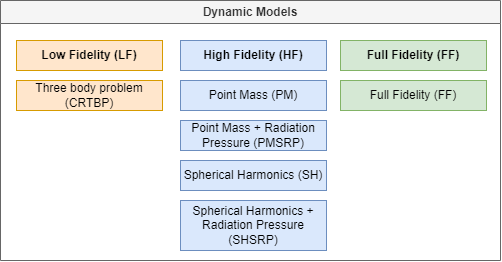 Dynamic Models
Low Fidelity (LF)
High Fidelity (HF)
Full Fidelity (FF)
Three body problem
(CRTBP)
Point Mass (PM)
Full Fidelity (FF)
Point Mass + Radiation
Pressure (PMSRP)
Spherical Harmonics (SH)
Spherical Harmonics +
Radiation Pressure
(SHSRP)